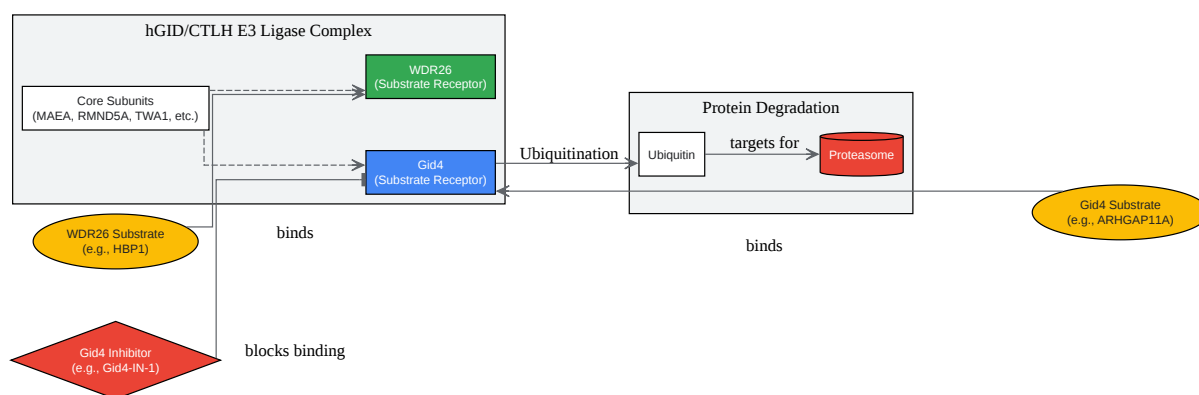 hGID/CTLH E3 Ligase Complex
WDR26
(Substrate Receptor)
Core Subunits
(MAEA, RMND5A, TWA1, etc.)
Gid4
(Substrate Receptor)
Ubiquitination
Protein Degradation
Ubiquitin
targets for
Proteasome
WDR26 Substrate
(e.g., HBP1)
binds
binds
Gid4 Substrate
(e.g., ARHGAP11A)
Gid4 Inhibitor
(e.g., Gid4-IN-1)
blocks binding